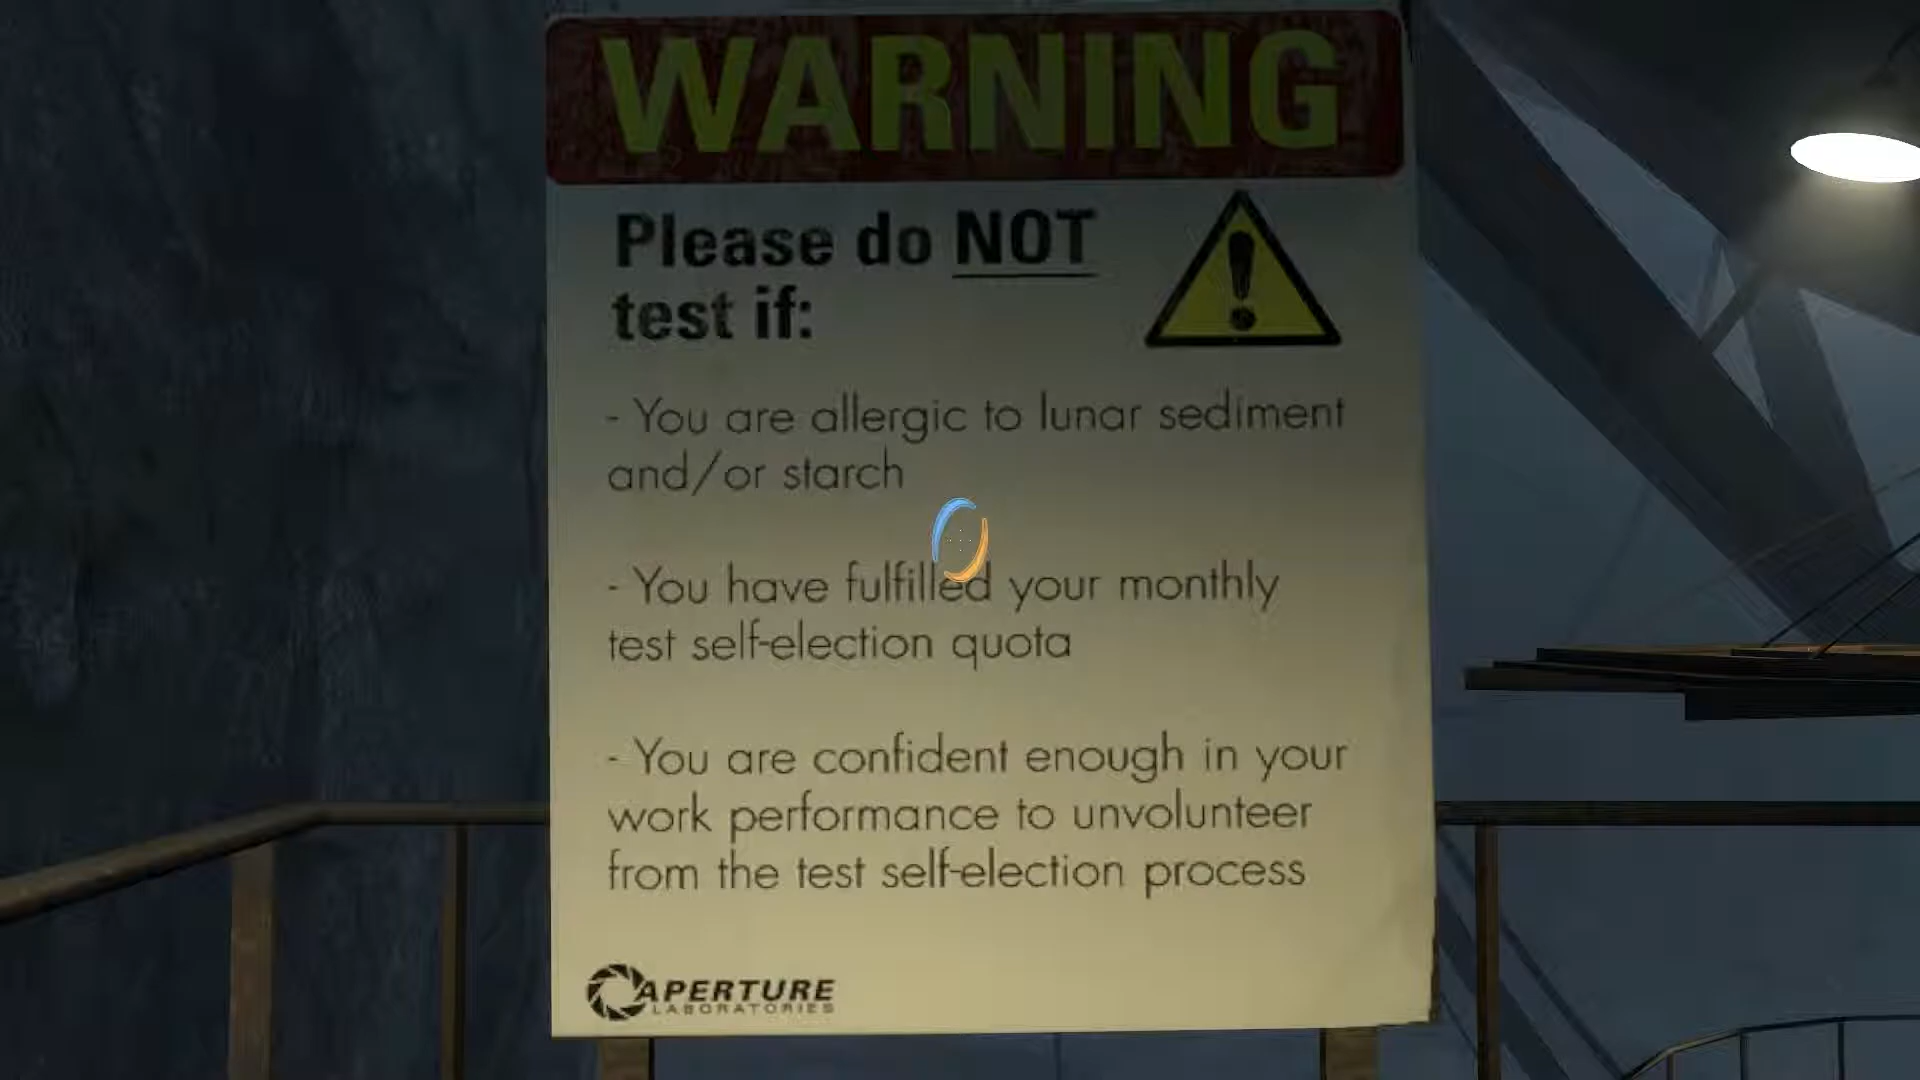 WARNING
Please do NOT
test if:
- You are allergic to lunar sediment
and/or starch
- You have fulfilled your monthly
test self-election quota
- You are confident enough in your
work performance to unvolunteer
from the test self-election process
APERTURE
LABORATORIES